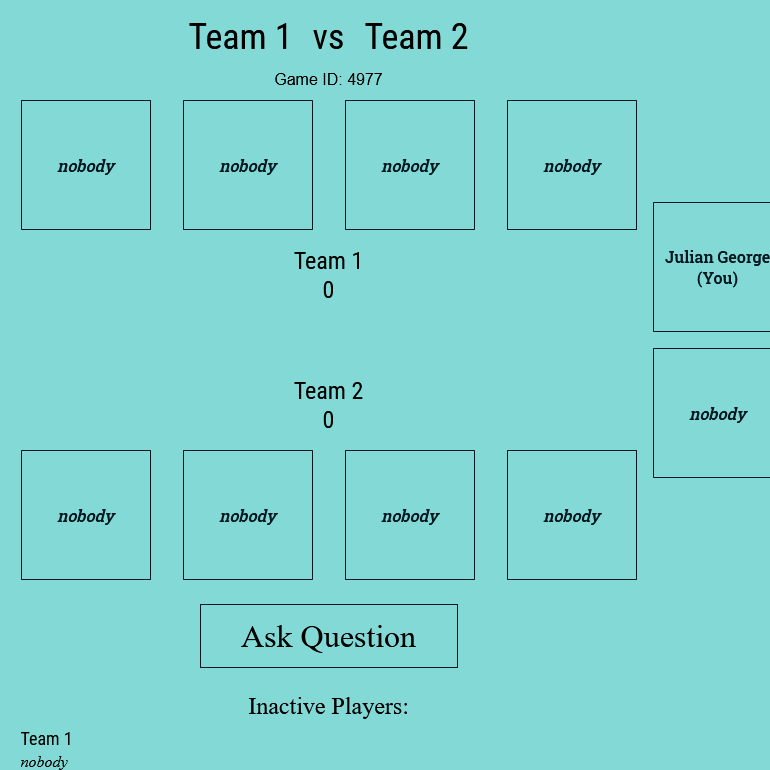 Team 1 vs Team 2
Game ID: 4977
nobody nobody nobody nobody
Julian George
(You)
Team 1
0
Team 2
0
nobody
nobody nobody nobody nobody
Ask Question
Inactive Players:
Team 1
nobody